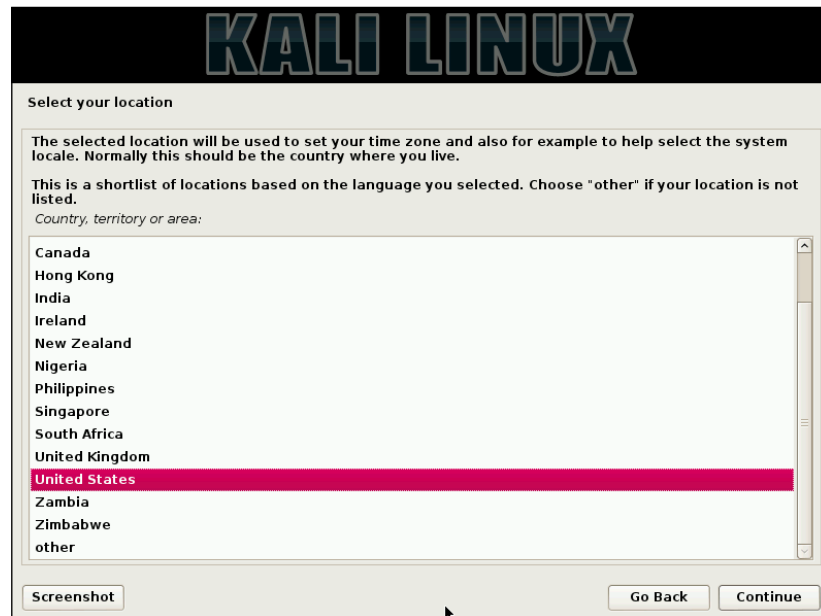 KALI LINUX
Select your location
The selected location will be used to set your time zone and also for example to help select the system
locale. Normally this should be the country where you live.
This is a shortlist of locations based on the language you selected. Choose "other" if your location is not
listed.
Country, territory or area:
Canada
Hong Kong
India
Ireland
New Zealand
Nigeria
Philippines
Singapore
South Africa
United Kingdom
United States
Zambia
Zimbabwe
other
Screenshot
Go Back
Continue